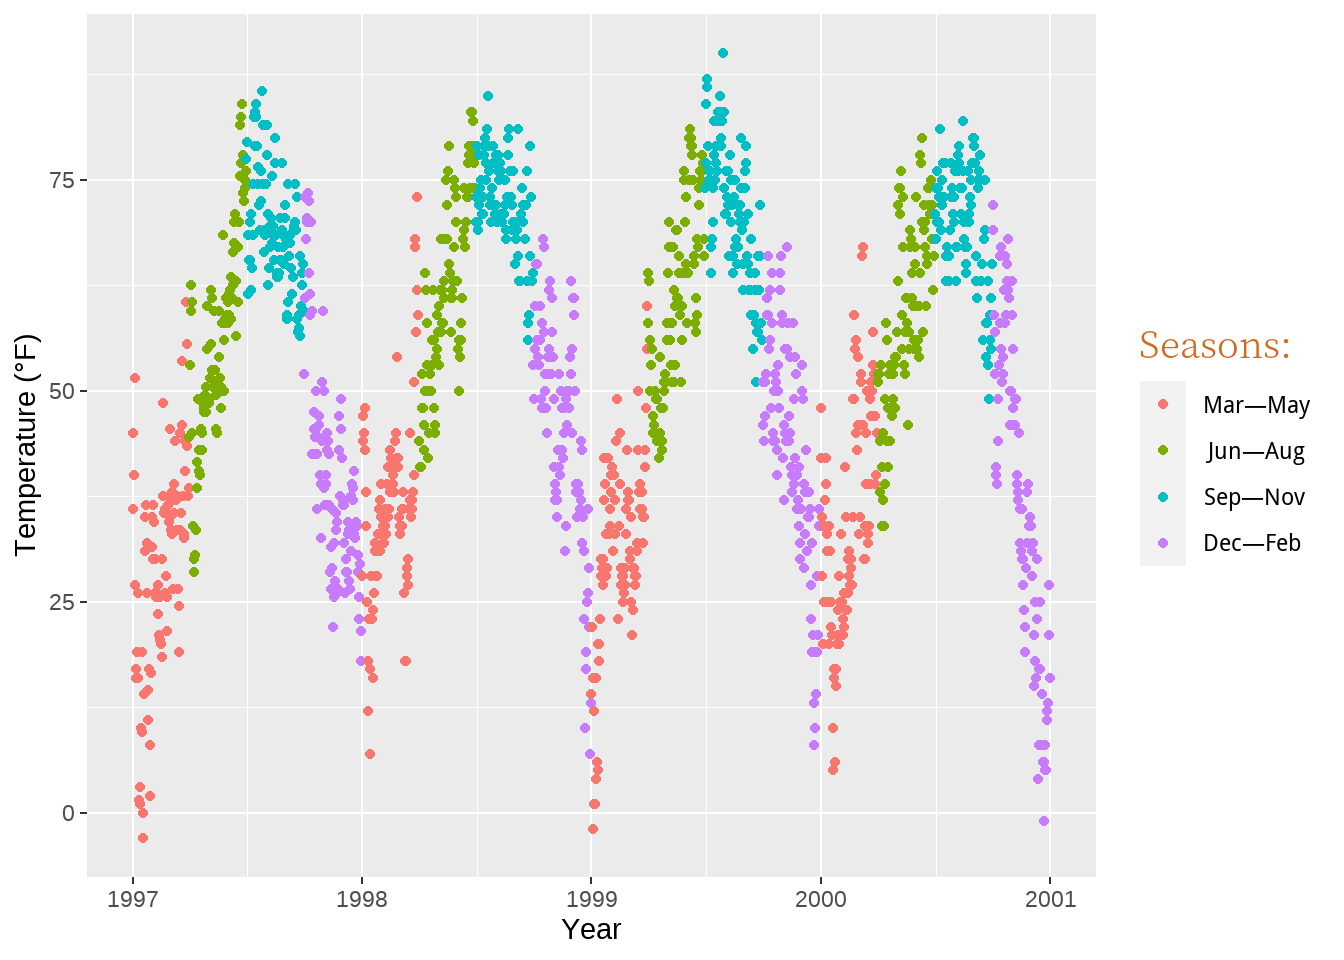 75
50
25
0
Temperature (°F)
1997 1998 1999 2000 2001
Year
Seasons:
Mar—May
Jun—Aug
Sep—Nov
Dec—Feb